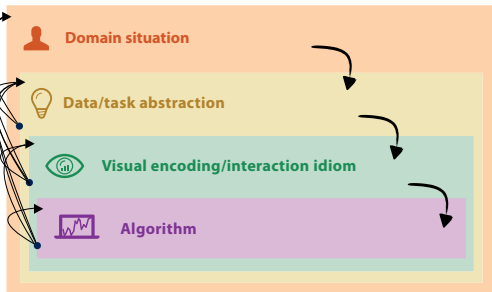 Domain situation
Data/task abstraction
Visual encoding/interaction idiom
Algorithm